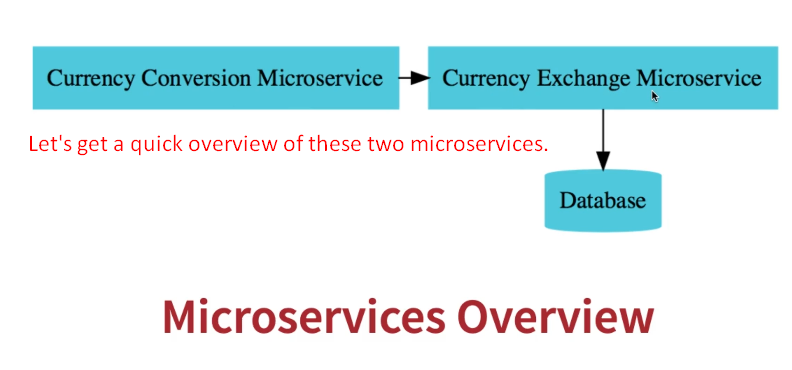 Currency Conversion Microservice
Currency Exchange Microservice
Let's get a quick overview of these two microservices.
Database
Microservices Overview